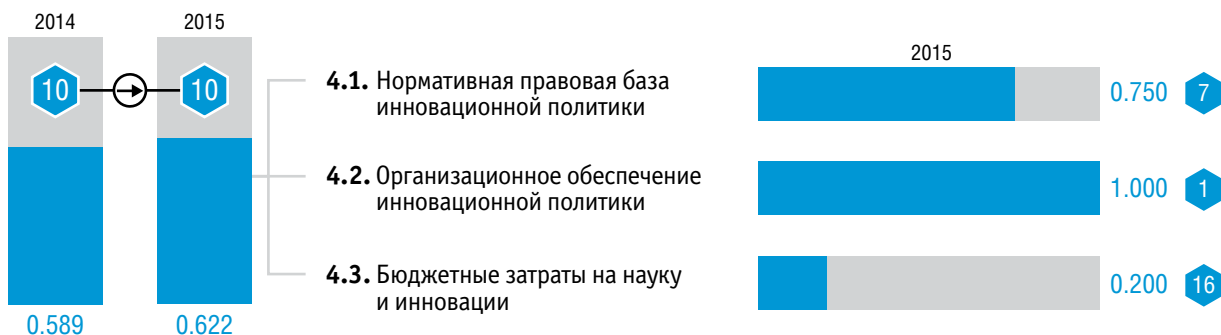 2014
2015
10
10
0.589
0.622
2015
4.1. Нормативная правовая база
инновационной политики
0.750
7
4.2. Организационное обеспечение
инновационной политики
1.000
1
4.3. Бюджетные затраты на науку
и инновации
0.200
16